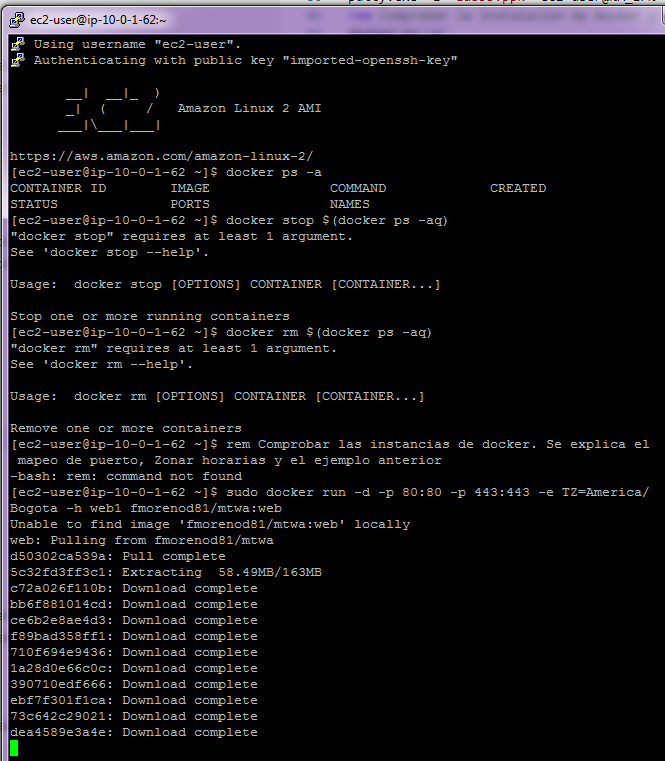 ec2-user@ip-10-0-1-62:~
Using username "ec2-user".
Authenticating with public key "imported-openssh-key"
       __|  __|_  )
       _|  (     /   Amazon Linux 2 AMI
      ___|\___|___|
https://aws.amazon.com/amazon-linux-2/
[ec2-user@ip-10-0-1-62 ~]$ docker ps -a
CONTAINER ID        IMAGE               COMMAND             CREATED
STATUS              PORTS               NAMES
[ec2-user@ip-10-0-1-62 ~]$ docker stop $(docker ps -aq)
"docker stop" requires at least 1 argument.
See 'docker stop --help'.
Usage:  docker stop [OPTIONS] CONTAINER [CONTAINER...]
Stop one or more running containers
[ec2-user@ip-10-0-1-62 ~]$ docker rm $(docker ps -aq)
"docker rm" requires at least 1 argument.
See 'docker rm --help'.
Usage:  docker rm [OPTIONS] CONTAINER [CONTAINER...]
Remove one or more containers
[ec2-user@ip-10-0-1-62 ~]$ rem Comprobar las instancias de docker. Se explica el
 mapeo de puerto, Zonar horarias y el ejemplo anterior
-bash: rem: command not found
[ec2-user@ip-10-0-1-62 ~]$ sudo docker run -d -p 80:80 -p 443:443 -e TZ=America/
Bogota -h web1 fmorenod81/mtwa:web
Unable to find image 'fmorenod81/mtwa:web' locally
web: Pulling from fmorenod81/mtwa
d50302ca539a: Pull complete
5c32fd3ff3c1: Extracting  58.49MB/163MB
c72a026f110b: Download complete
bb6f881014cd: Download complete
ce6b2e8ae4d3: Download complete
f89bad358ff1: Download complete
710f694e9436: Download complete
1a28d0e66c0c: Download complete
390710edf666: Download complete
ebf7f301f1ca: Download complete
73c642c29021: Download complete
dea4589e3a4e: Download complete